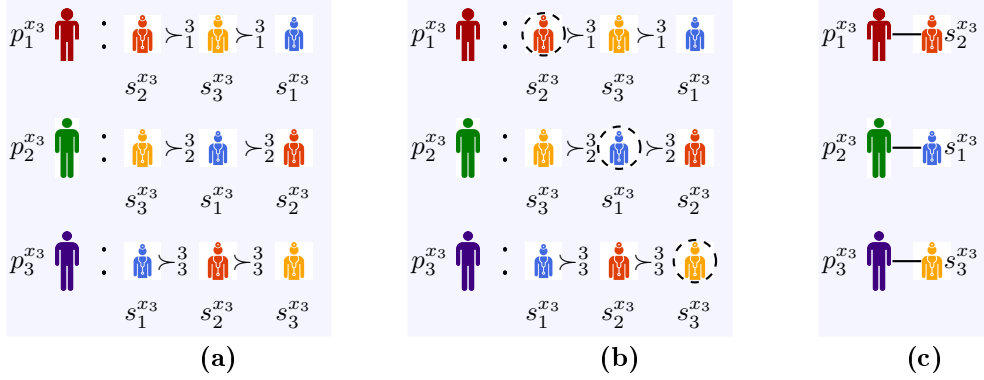 p_1^{x_3} : ≻_1^3 ≻_1^3
s_2^{x_3} s_3^{x_3} s_1^{x_3}
p_2^{x_3} : ≻_2^3 ≻_2^3
s_3^{x_3} s_1^{x_3} s_2^{x_3}
p_3^{x_3} : ≻_3^3 ≻_3^3
s_1^{x_3} s_2^{x_3} s_3^{x_3}
(a)
p_1^{x_3} : ≻_1^3 ≻_1^3
s_2^{x_3} s_3^{x_3} s_1^{x_3}
p_2^{x_3} : ≻_2^3 ≻_2^3
s_3^{x_3} s_1^{x_3} s_2^{x_3}
p_3^{x_3} : ≻_3^3 ≻_3^3
s_1^{x_3} s_2^{x_3} s_3^{x_3}
(b)
p_1^{x_3} s_2^{x_3}
p_2^{x_3} s_1^{x_3}
p_3^{x_3} s_3^{x_3}
(c)